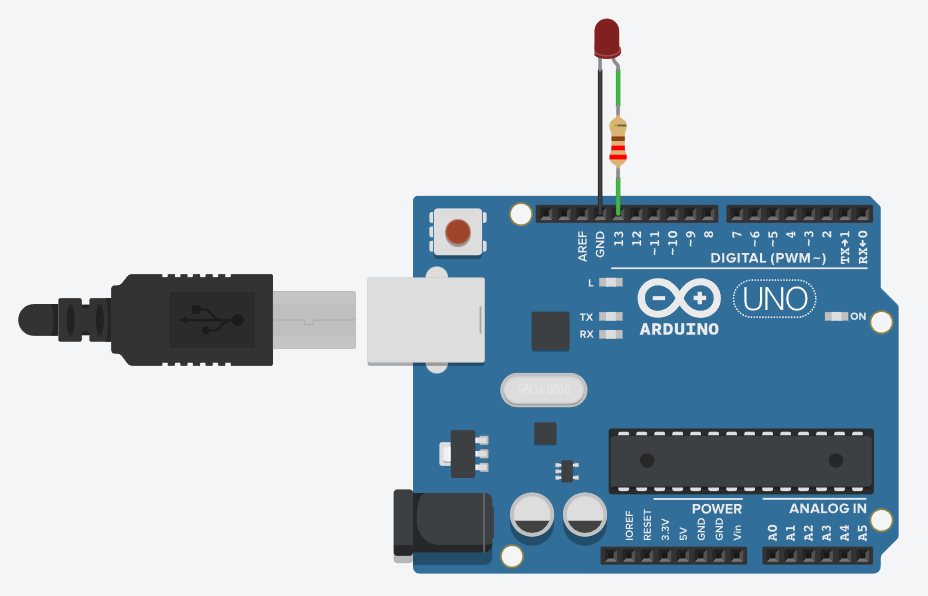 AREF
GND
13
12
~11
~10
~9
8
7
~6
~5
4
~3
2
TX→1
RX←0
DIGITAL (PWM~)
L
TX
RX
ARDUINO
UNO
ON
SPK16.000G
POWER
ANALOG IN
IOREF
RESET
3.3V
5V
GND
GND
Vin
A0
A1
A2
A3
A4
A5